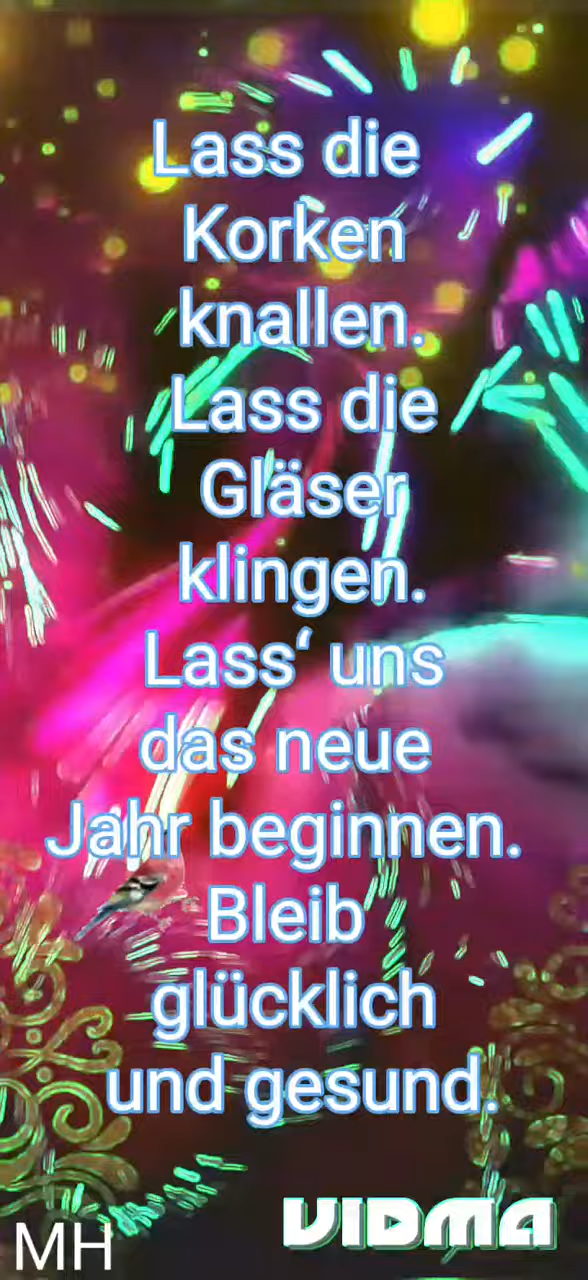 Lass die
Korken
knallen.
Lass die
Gläser
klingen.
Lass‘ uns
das neue
Jahr beginnen.
Bleib
glücklich
und gesund.
VIDMA
MH